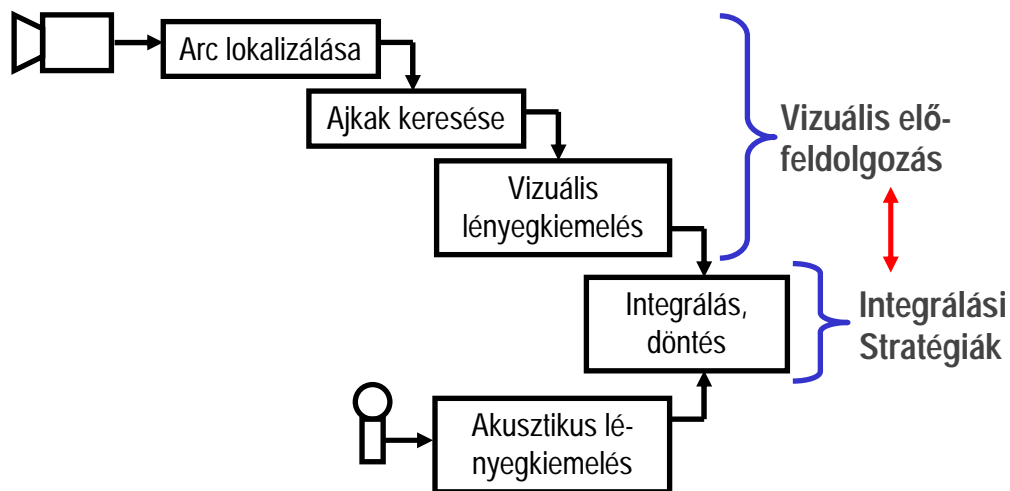 Arc lokalizálása
Ajkak keresése
Vizuális
lényegkiemelés
Integrálás,
döntés
Akusztikus lé-
nyegkiemelés
Vizuális elő-
feldolgozás
Integrálási
Stratégiák